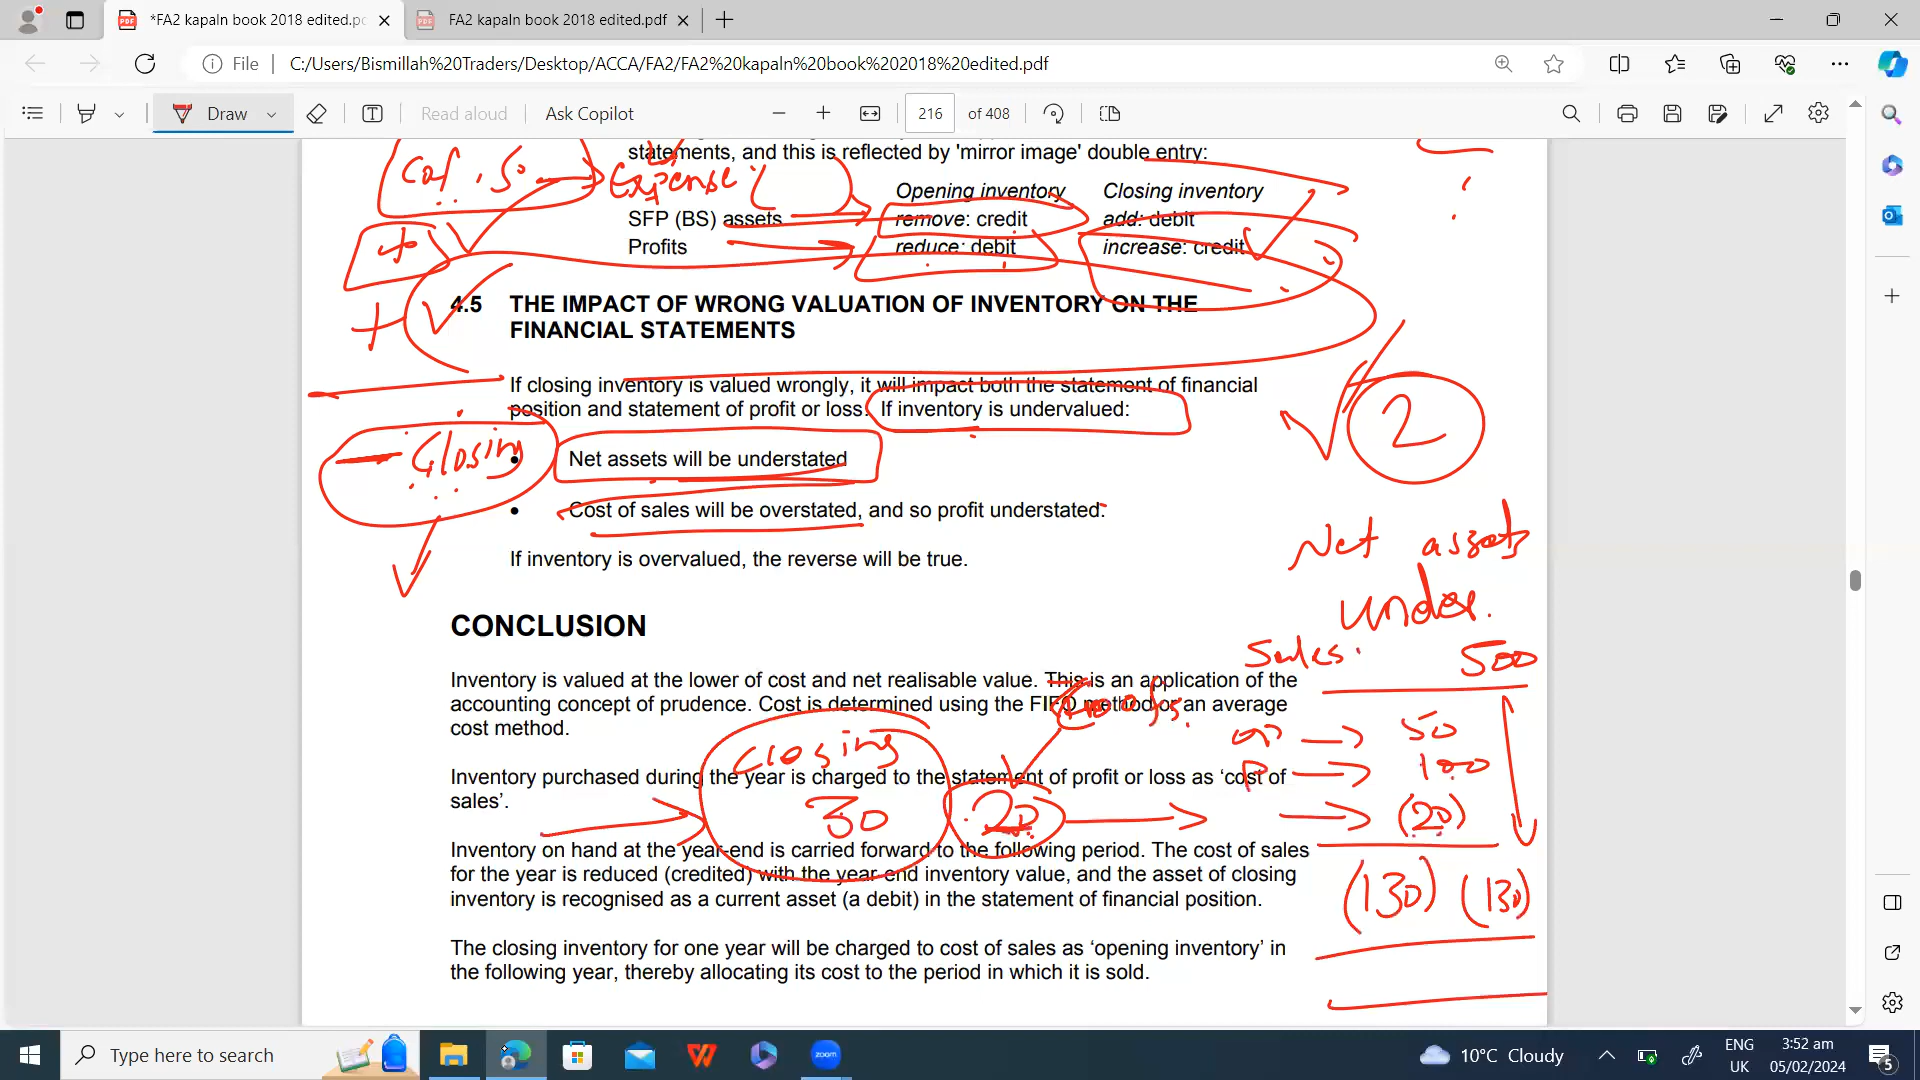 *FA2 kapaln book 2018 edited.pd
FA2 kapaln book 2018 edited.pdf
File
C:/Users/Bismillah%20Traders/Desktop/ACCA/FA2/FA2%20kapaln%20book%202018%20edited.pdf
Draw
Read aloud
Ask Copilot
216 of 408
statements, and this is reflected by 'mirror image' double entry:
Expense
Opening inventory Closing inventory
SFP (BS) assets remove: credit add: debit
Profits reduce: debit increase: credit
4.5 THE IMPACT OF WRONG VALUATION OF INVENTORY ON THE
FINANCIAL STATEMENTS
If closing inventory is valued wrongly, it will impact both the statement of financial
position and statement of profit or loss. If inventory is undervalued:
2
Closing
• Net assets will be understated
• Cost of sales will be overstated, and so profit understated.
Net assets
If inventory is overvalued, the reverse will be true.
under.
CONCLUSION
Sales. 500
Inventory is valued at the lower of cost and net realisable value. This is an application of the
accounting concept of prudence. Cost is determined using the FIFO method or an average
cost method.
OP 50
Closing
P 100
Inventory purchased during the year is charged to the statement of profit or loss as ‘cost of
sales’.
30 20 (20)
Inventory on hand at the year-end is carried forward to the following period. The cost of sales
for the year is reduced (credited) with the year-end inventory value, and the asset of closing
inventory is recognised as a current asset (a debit) in the statement of financial position.
(130) (130)
The closing inventory for one year will be charged to cost of sales as ‘opening inventory’ in
the following year, thereby allocating its cost to the period in which it is sold.
Type here to search
zoom
10°C Cloudy
ENG
UK
3:52 am
05/02/2024
5